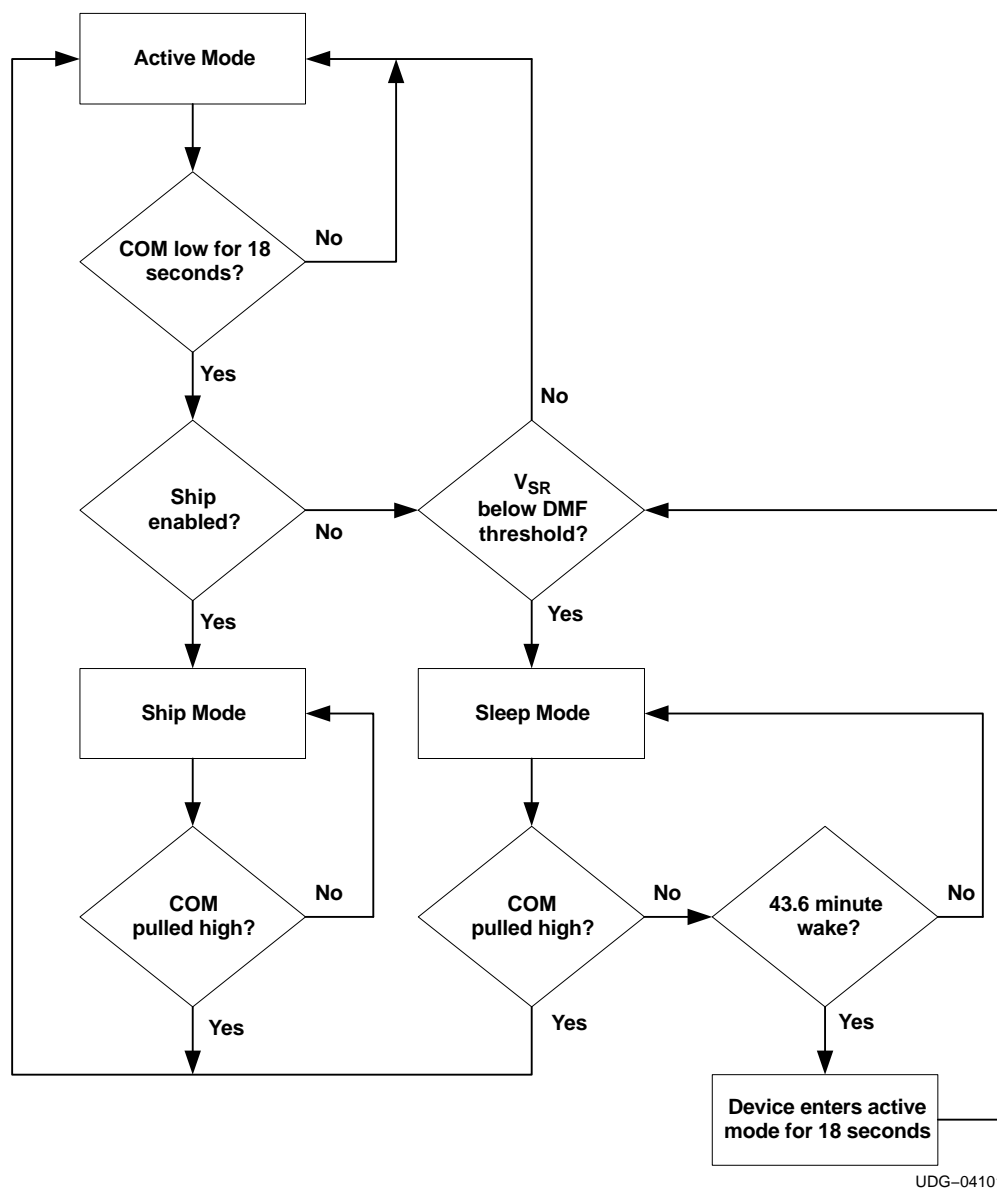 Active Mode
COM low for 18
seconds?
No
Yes
No
Ship
enabled?
No
VSR
below DMF
threshold?
Yes
Yes
Ship Mode
Sleep Mode
COM
pulled high?
No
COM
pulled high?
No
43.6 minute
wake?
No
Yes
Yes
Yes
Device enters active
mode for 18 seconds
UDG–0410